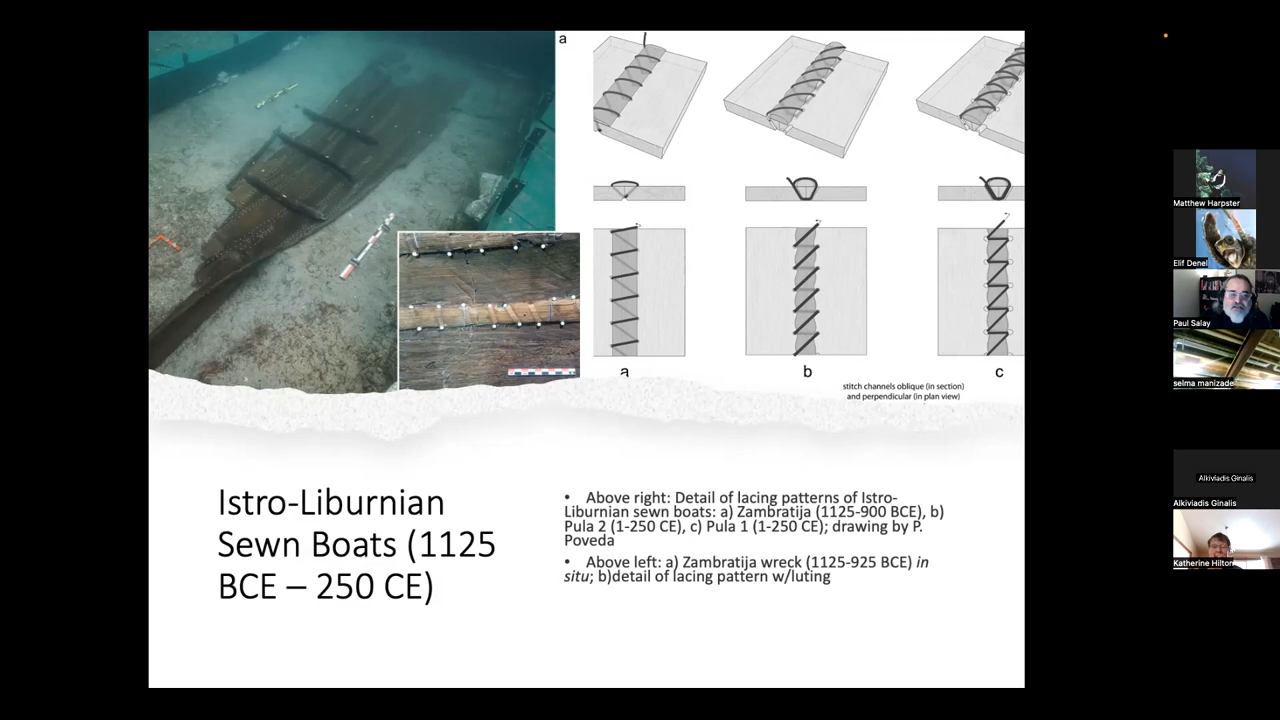 a
a
b
c
stitch channels oblique (in section)
and perpendicular (in plan view)
Istro-Liburnian
Sewn Boats (1125
BCE – 250 CE)
• Above right: Detail of lacing patterns of Istro-
Liburnian sewn boats: a) Zambratija (1125-900 BCE), b)
Pula 2 (1-250 CE), c) Pula 1 (1-250 CE); drawing by P.
Poveda
• Above left: a) Zambratija wreck (1125-925 BCE) in
situ; b)detail of lacing pattern w/luting
Matthew Harpster
Elif Denel
Paul Salay
selma manizade
Alkiviadis Ginalis
Alkiviadis Ginalis
Katherine Hilton